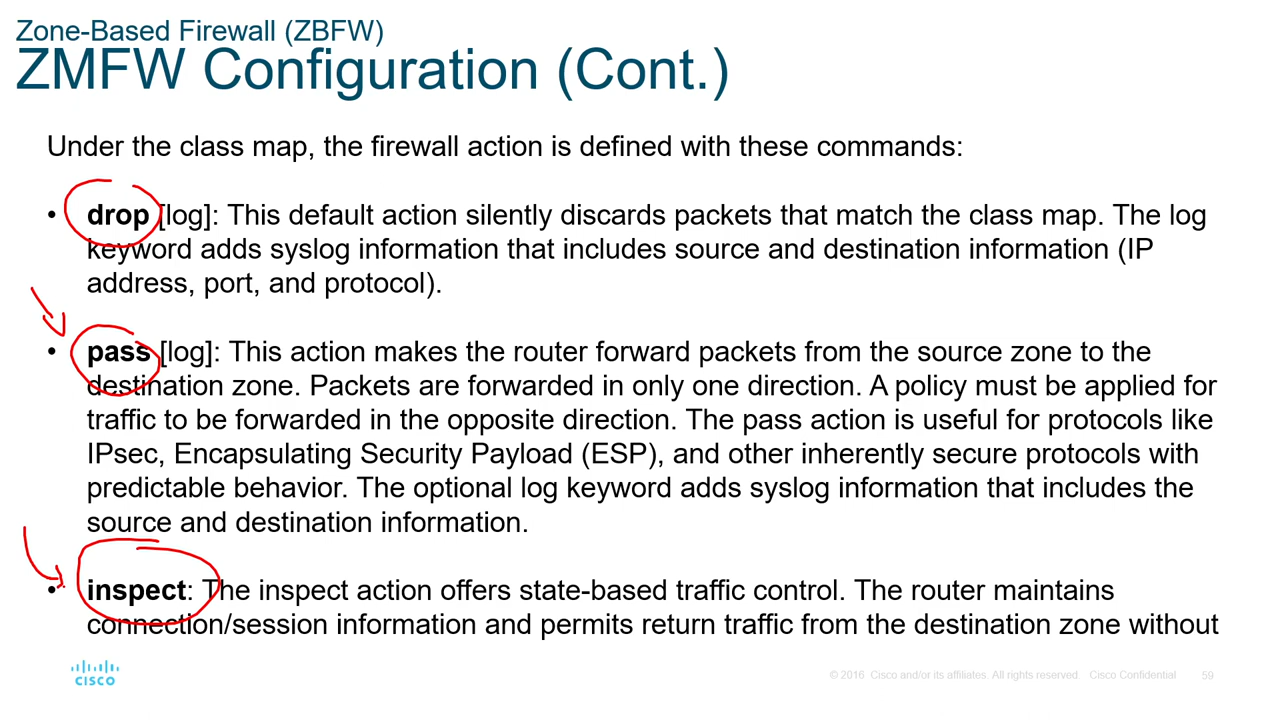 Zone-Based Firewall (ZBFW)
ZMFW Configuration (Cont.)
Under the class map, the firewall action is defined with these commands:
• drop [log]: This default action silently discards packets that match the class map. The log
keyword adds syslog information that includes source and destination information (IP
address, port, and protocol).
• pass [log]: This action makes the router forward packets from the source zone to the
destination zone. Packets are forwarded in only one direction. A policy must be applied for
traffic to be forwarded in the opposite direction. The pass action is useful for protocols like
IPsec, Encapsulating Security Payload (ESP), and other inherently secure protocols with
predictable behavior. The optional log keyword adds syslog information that includes the
source and destination information.
• inspect: The inspect action offers state-based traffic control. The router maintains
connection/session information and permits return traffic from the destination zone without
CISCO
© 2016 Cisco and/or its affiliates. All rights reserved. Cisco Confidential 59